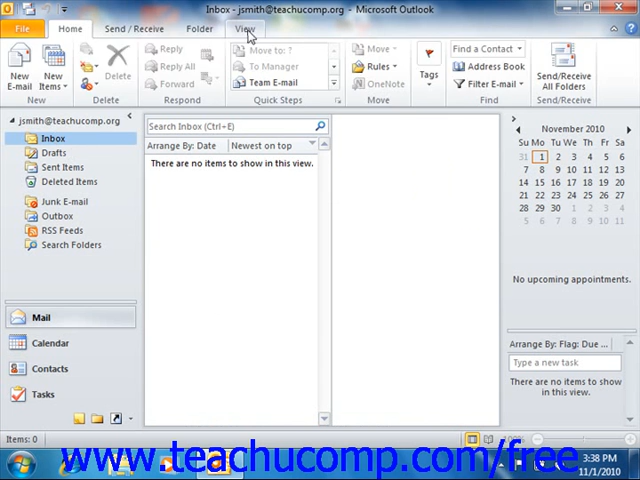 Inbox - jsmith@teachucomp.org - Microsoft Outlook
File Home Send / Receive Folder View
New E-mail
New Items
Delete
Reply
Reply All
Forward
Move to: ?
To Manager
Team E-mail
Move
Rules
OneNote
Tags
Find a Contact
Address Book
Filter E-mail
Send/Receive All Folders
New Delete Respond Quick Steps Move Find Send/Receive
jsmith@teachucomp.org
Inbox
Drafts
Sent Items
Deleted Items
Junk E-mail
Outbox
RSS Feeds
Search Folders
Mail
Calendar
Contacts
Tasks
Search Inbox (Ctrl+E)
Arrange By: Date Newest on top
There are no items to show in this view.
November 2010
Su Mo Tu We Th Fr Sa
31 1 2 3 4 5 6
7 8 9 10 11 12 13
14 15 16 17 18 19 20
21 22 23 24 25 26 27
28 29 30 1 2 3 4
5 6 7 8 9 10 11
No upcoming appointments.
Arrange By: Flag: Due ...
Type a new task
There are no items to show
in this view.
Items: 0
100%
www.teachucomp.com/free
3:38 PM
11/1/2010